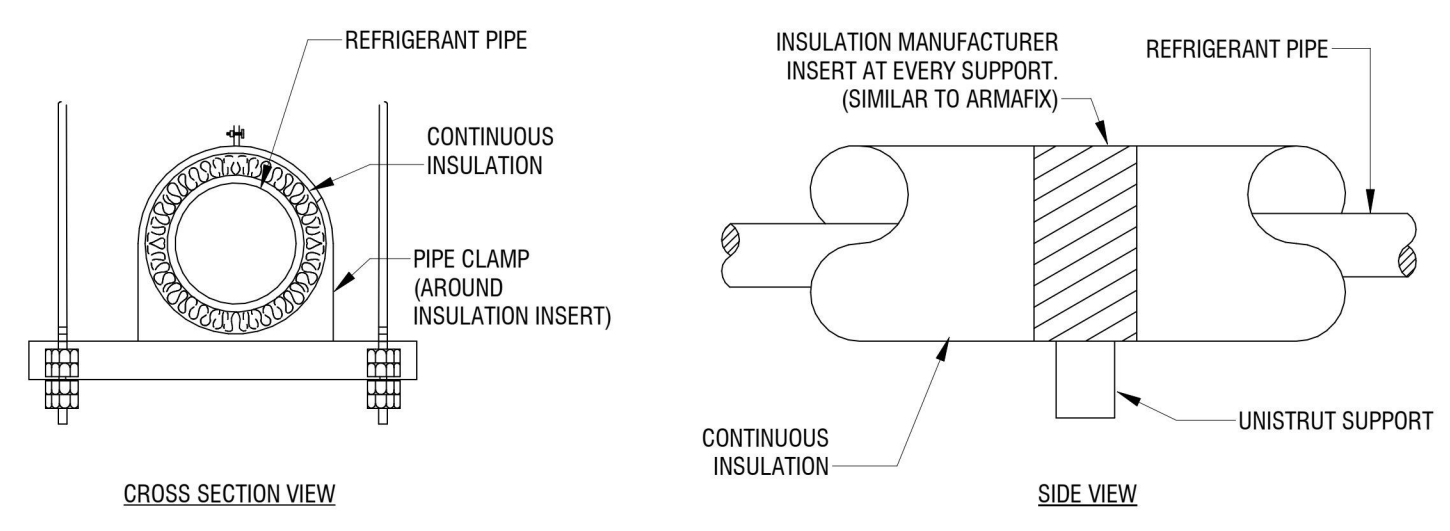 REFRIGERANT PIPE
CONTINUOUS
INSULATION
PIPE CLAMP
(AROUND
INSULATION INSERT)
CROSS SECTION VIEW
INSULATION MANUFACTURER
INSERT AT EVERY SUPPORT.
(SIMILAR TO ARMAFIX)
REFRIGERANT PIPE
UNISTRUT SUPPORT
CONTINUOUS
INSULATION
SIDE VIEW